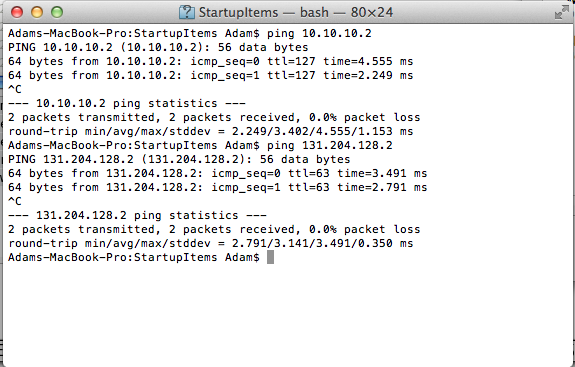 StartupItems — bash — 80×24
Adams-MacBook-Pro:StartupItems Adam$ ping 10.10.10.2
PING 10.10.10.2 (10.10.10.2): 56 data bytes
64 bytes from 10.10.10.2: icmp_seq=0 ttl=127 time=4.555 ms
64 bytes from 10.10.10.2: icmp_seq=1 ttl=127 time=2.249 ms
^C
--- 10.10.10.2 ping statistics ---
2 packets transmitted, 2 packets received, 0.0% packet loss
round-trip min/avg/max/stddev = 2.249/3.402/4.555/1.153 ms
Adams-MacBook-Pro:StartupItems Adam$ ping 131.204.128.2
PING 131.204.128.2 (131.204.128.2): 56 data bytes
64 bytes from 131.204.128.2: icmp_seq=0 ttl=63 time=3.491 ms
64 bytes from 131.204.128.2: icmp_seq=1 ttl=63 time=2.791 ms
^C
--- 131.204.128.2 ping statistics ---
2 packets transmitted, 2 packets received, 0.0% packet loss
round-trip min/avg/max/stddev = 2.791/3.141/3.491/0.350 ms
Adams-MacBook-Pro:StartupItems Adam$